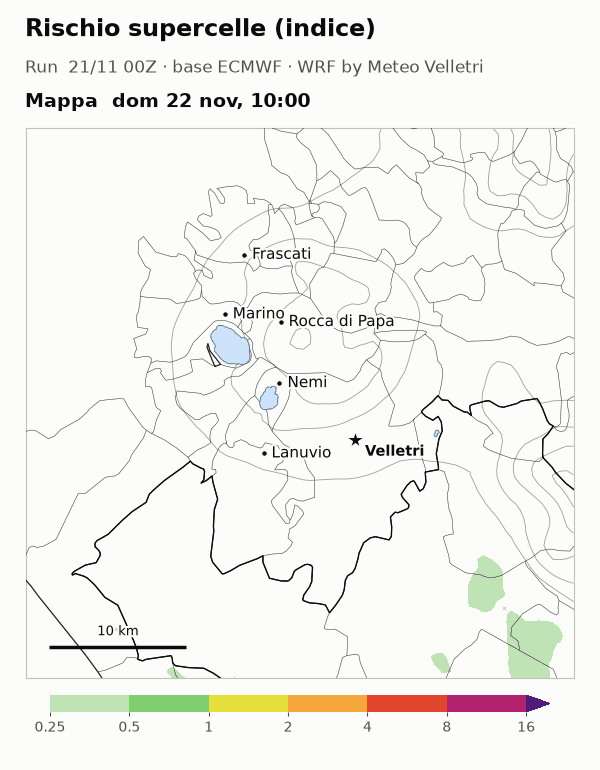 Rischio supercelle (indice)
Run  21/11 00Z · base ECMWF · WRF by Meteo Velletri
Mappa  dom 22 nov, 10:00
Frascati
Marino
Rocca di Papa
Nemi
Velletri
Lanuvio
10 km
0.25 0.5 1 2 4 8 16